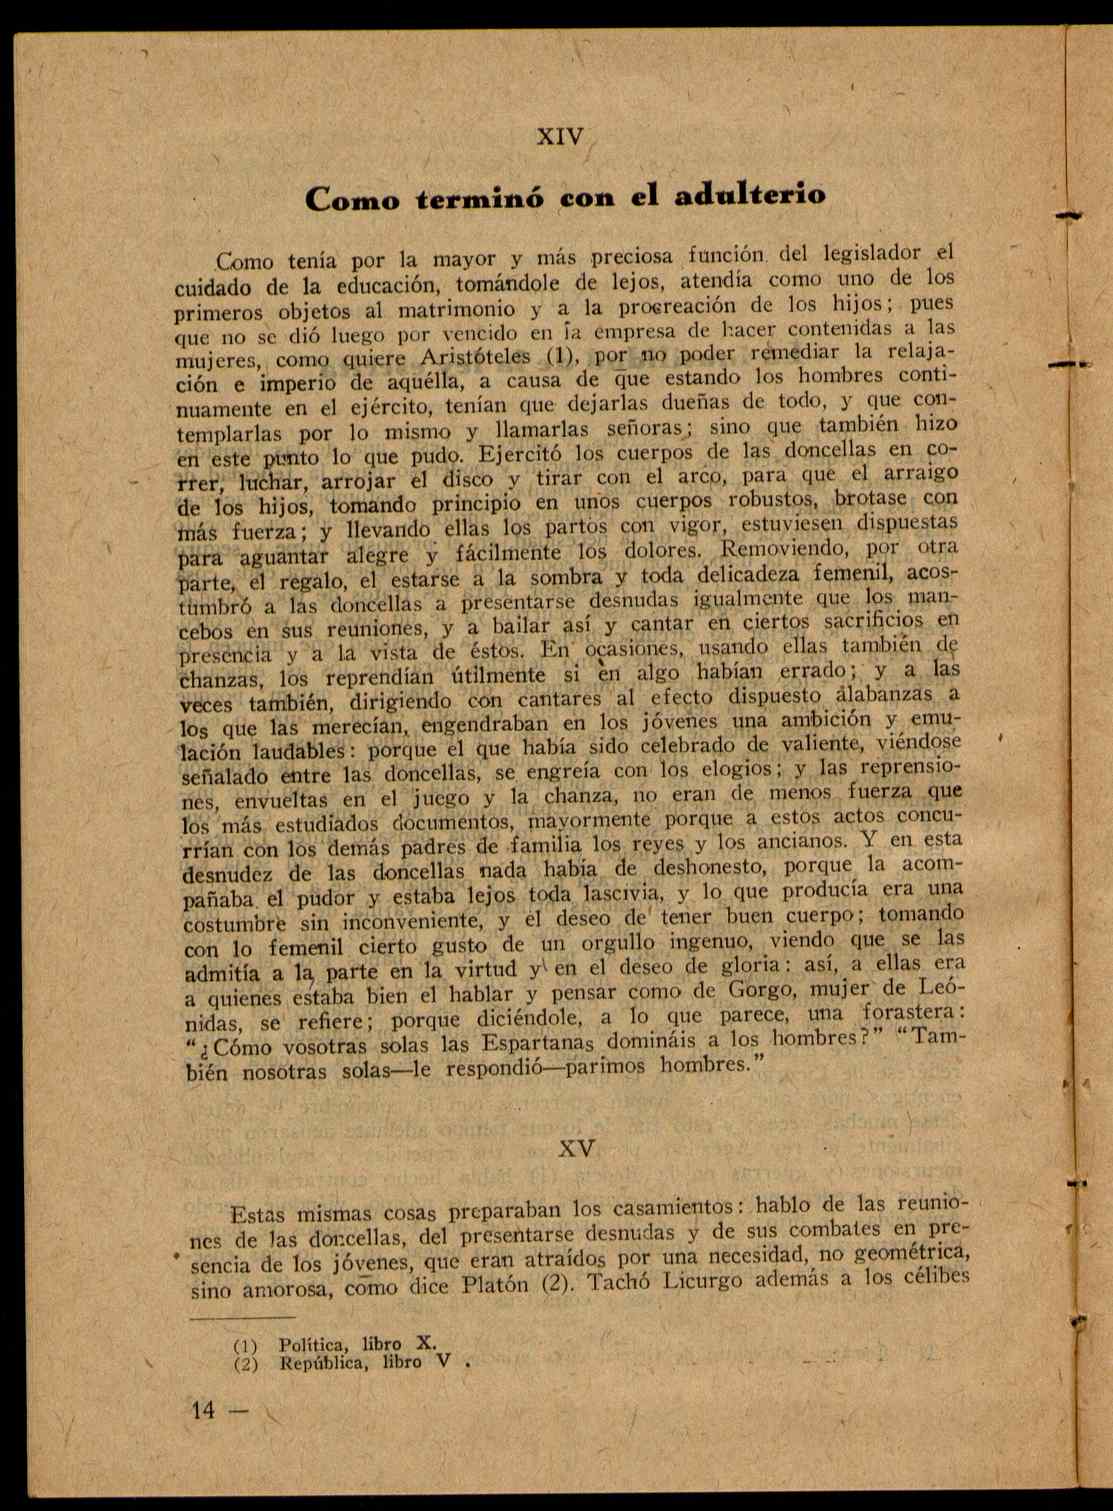 XIV
Como terminó con el adulterio
Como tenía por la mayor y más preciosa función del legislador el
cuidado de la educación, tomándole de lejos, atendía como uno de los
primeros objetos al matrimonio y a la procreación de los hijos; pues
que no se dió luego por vencido en la empresa de hacer contenidas a las
mujeres, como quiere Aristóteles (1), por no poder remediar la relaja-
ción e imperio de aquélla, a causa de que estando los hombres conti-
nuamente en el ejército, tenían que dejarlas dueñas de todo, y que con-
templarlas por lo mismo y llamarlas señoras; sino que también hizo
en este punto lo que pudo. Ejercitó los cuerpos de las doncellas en co-
rrer, luchar, arrojar el disco y tirar con el arco, para que el arraigo
de los hijos, tomando principio en unos cuerpos robustos, brotase con
más fuerza; y llevando ellas los partos con vigor, estuviesen dispuestas
para aguantar alegre y fácilmente los dolores. Removiendo, por otra
parte, el regalo, el estarse a la sombra y toda delicadeza femenil, acos-
tumbró a las doncellas a presentarse desnudas igualmente que los man-
cebos en sus reuniones, y a bailar así y cantar en ciertos sacrificios en
presencia y a la vista de éstos. En ocasiones, usando ellas también de
chanzas, los reprendían útilmente si en algo habían errado; y a las
veces también, dirigiendo con cantares al efecto dispuesto alabanzas a
los que las merecían, engendraban en los jóvenes una ambición y emu-
lación laudables: porque el que había sido celebrado de valiente, viéndose
señalado entre las doncellas, se engreía con los elogios; y las reprensio-
nes, envueltas en el juego y la chanza, no eran de menos fuerza que
los más estudiados documentos, mayormente porque a estos actos concu-
rrían con los demás padres de familia los reyes y los ancianos. Y en esta
desnudez de las doncellas nada había de deshonesto, porque la acom-
pañaba el pudor y estaba lejos toda lascivia, y lo que producía era una
costumbre sin inconveniente, y el deseo de tener buen cuerpo; tomando
con lo femenil cierto gusto de un orgullo ingenuo, viendo que se las
admitía a la parte en la virtud y en el deseo de gloria: así, a ellas era
a quienes estaba bien el hablar y pensar como de Gorgo, mujer de Leó-
nidas, se refiere; porque diciéndole, a lo que parece, una forastera:
"¿Cómo vosotras solas las Espartanas domináis a los hombres?" "Tam-
bién nosotras solas—le respondió—parimos hombres."
XV
Estas mismas cosas preparaban los casamientos: hablo de las reunio-
nes de las doncellas, del presentarse desnudas y de sus combates en pre-
sencia de los jóvenes, que eran atraídos por una necesidad, no geométrica,
sino amorosa, como dice Platón (2). Tachó Licurgo además a los célibes
(1) Política, libro X.
(2) República, libro V .
14 —